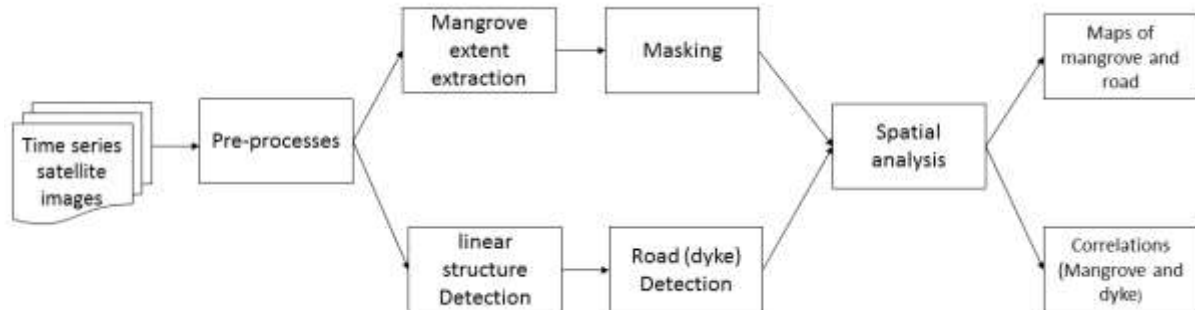 Time series
satellite
images
Pre-processes
Mangrove
extent
extraction
Masking
linear
structure
Detection
Road (dyke)
Detection
Spatial
analysis
Maps of
mangrove and
road
Correlations
(Mangrove and
dyke)